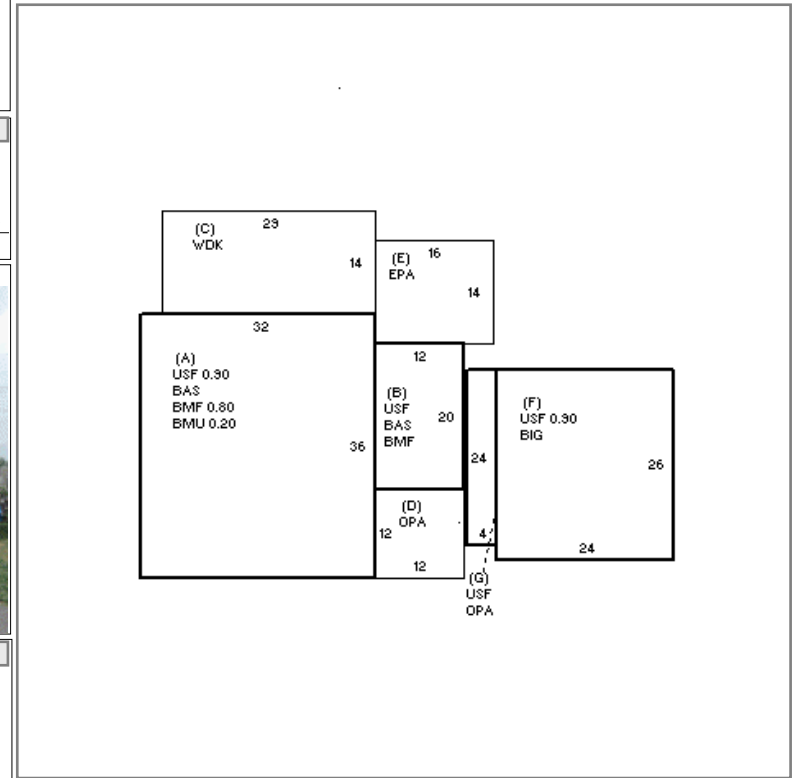 (C)
WDK
29
14
(E)
EPA
16
14
32
(A)
USF 0.90
BAS
BMF 0.80
BMU 0.20
36
12
(B)
USF
BAS
BMF
20
24
4
(F)
USF 0.90
BIG
26
24
(D)
OPA
12
12
(G)
USF
OPA